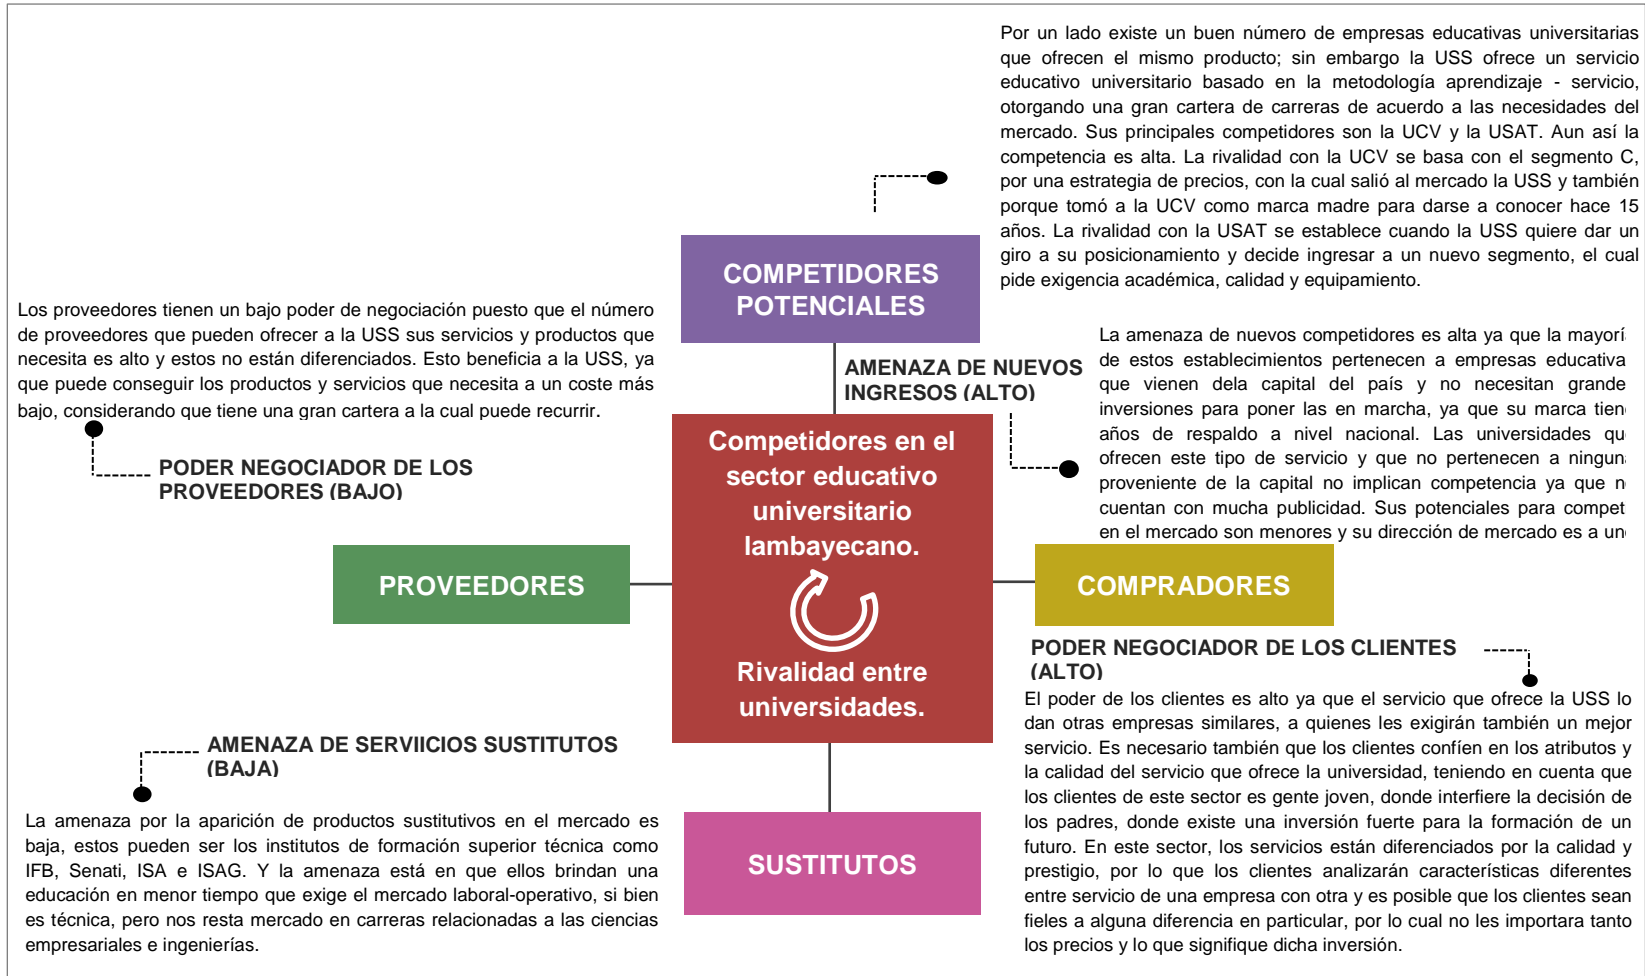 Por un lado existe un buen número de empresas educativas universitarias
que ofrecen el mismo producto; sin embargo la USS ofrece un servicio
educativo universitario basado en la metodología aprendizaje - servicio,
otorgando una gran cartera de carreras de acuerdo a las necesidades del
mercado. Sus principales competidores son la UCV y la USAT. Aun así la
competencia es alta. La rivalidad con la UCV se basa con el segmento C,
por una estrategia de precios, con la cual salió al mercado la USS y también
porque tomó a la UCV como marca madre para darse a conocer hace 15
años. La rivalidad con la USAT se establece cuando la USS quiere dar un
giro a su posicionamiento y decide ingresar a un nuevo segmento, el cual
pide exigencia académica, calidad y equipamiento.
COMPETIDORES
POTENCIALES
Los proveedores tienen un bajo poder de negociación puesto que el número
de proveedores que pueden ofrecer a la USS sus servicios y productos que
necesita es alto y estos no están diferenciados. Esto beneficia a la USS, ya
que puede conseguir los productos y servicios que necesita a un coste más
bajo, considerando que tiene una gran cartera a la cual puede recurrir.
PODER NEGOCIADOR DE LOS
PROVEEDORES (BAJO)
AMENAZA DE NUEVOS
INGRESOS (ALTO)
La amenaza de nuevos competidores es alta ya que la mayorí
de estos establecimientos pertenecen a empresas educativa
que vienen dela capital del país y no necesitan grande
inversiones para poner las en marcha, ya que su marca tien
años de respaldo a nivel nacional. Las universidades qu
ofrecen este tipo de servicio y que no pertenecen a ningun
proveniente de la capital no implican competencia ya que n
cuentan con mucha publicidad. Sus potenciales para compet
en el mercado son menores y su dirección de mercado es a un
Competidores en el
sector educativo
universitario
lambayecano.
Rivalidad entre
universidades.
PROVEEDORES
COMPRADORES
PODER NEGOCIADOR DE LOS CLIENTES
(ALTO)
El poder de los clientes es alto ya que el servicio que ofrece la USS lo
dan otras empresas similares, a quienes les exigirán también un mejor
servicio. Es necesario también que los clientes confíen en los atributos y
la calidad del servicio que ofrece la universidad, teniendo en cuenta que
los clientes de este sector es gente joven, donde interfiere la decisión de
los padres, donde existe una inversión fuerte para la formación de un
futuro. En este sector, los servicios están diferenciados por la calidad y
prestigio, por lo que los clientes analizarán características diferentes
entre servicio de una empresa con otra y es posible que los clientes sean
fieles a alguna diferencia en particular, por lo cual no les importara tanto
los precios y lo que signifique dicha inversión.
AMENAZA DE SERVIICIOS SUSTITUTOS
(BAJA)
La amenaza por la aparición de productos sustitutivos en el mercado es
baja, estos pueden ser los institutos de formación superior técnica como
IFB, Senati, ISA e ISAG. Y la amenaza está en que ellos brindan una
educación en menor tiempo que exige el mercado laboral-operativo, si bien
es técnica, pero nos resta mercado en carreras relacionadas a las ciencias
empresariales e ingenierías.
SUSTITUTOS